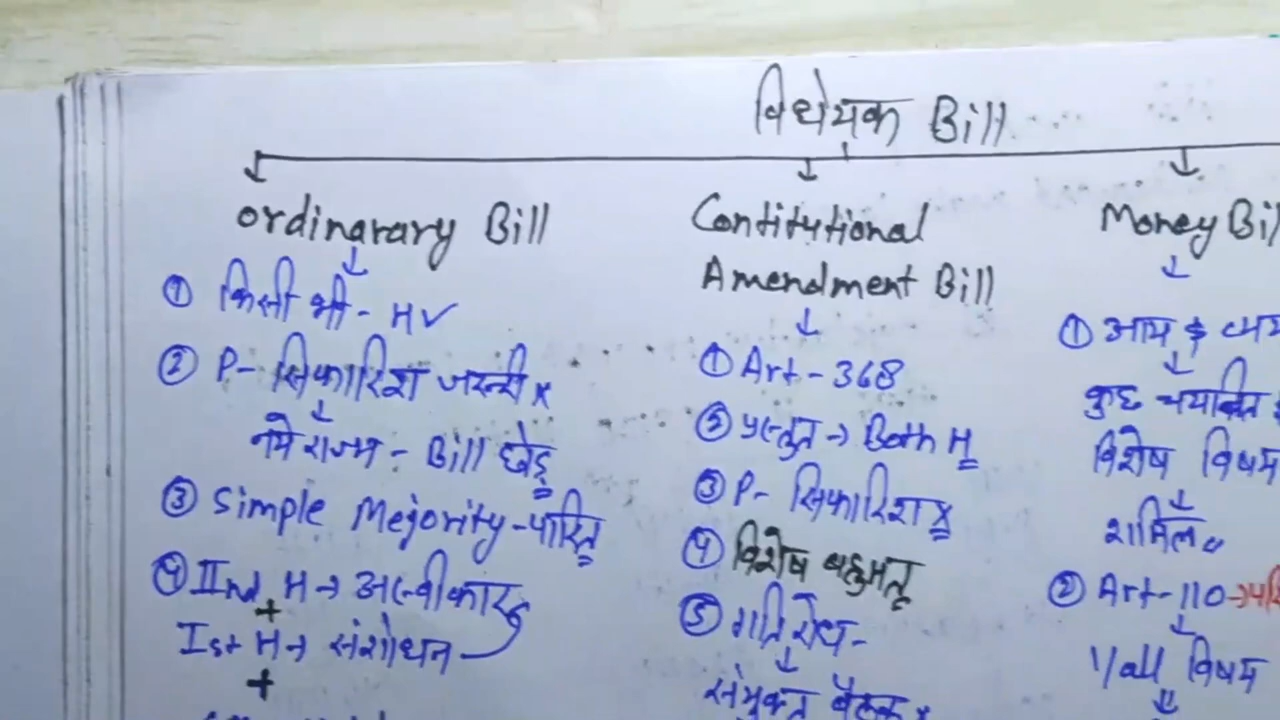 विधेयक Bill
ordinarary Bill
① किसी भी - H✓
② P- सिफारिश जरुरी x
नये राज्य - Bill छोड़
③ Simple Mejority-पारित
④ IInd H → अस्वीकार
+
Ist H → संशोधन
+
Contitutional
Amendment Bill
① Art - 368
② प्रस्तुत → Both H
③ P- सिफारिश x
④ विशेष बहुमत
⑤ गतिरोध -
संयुक्त बैठक x
Money Bil
① आय &
कुछ
विशेष विषय
शामिल
② Art-110 →
1/all विषय